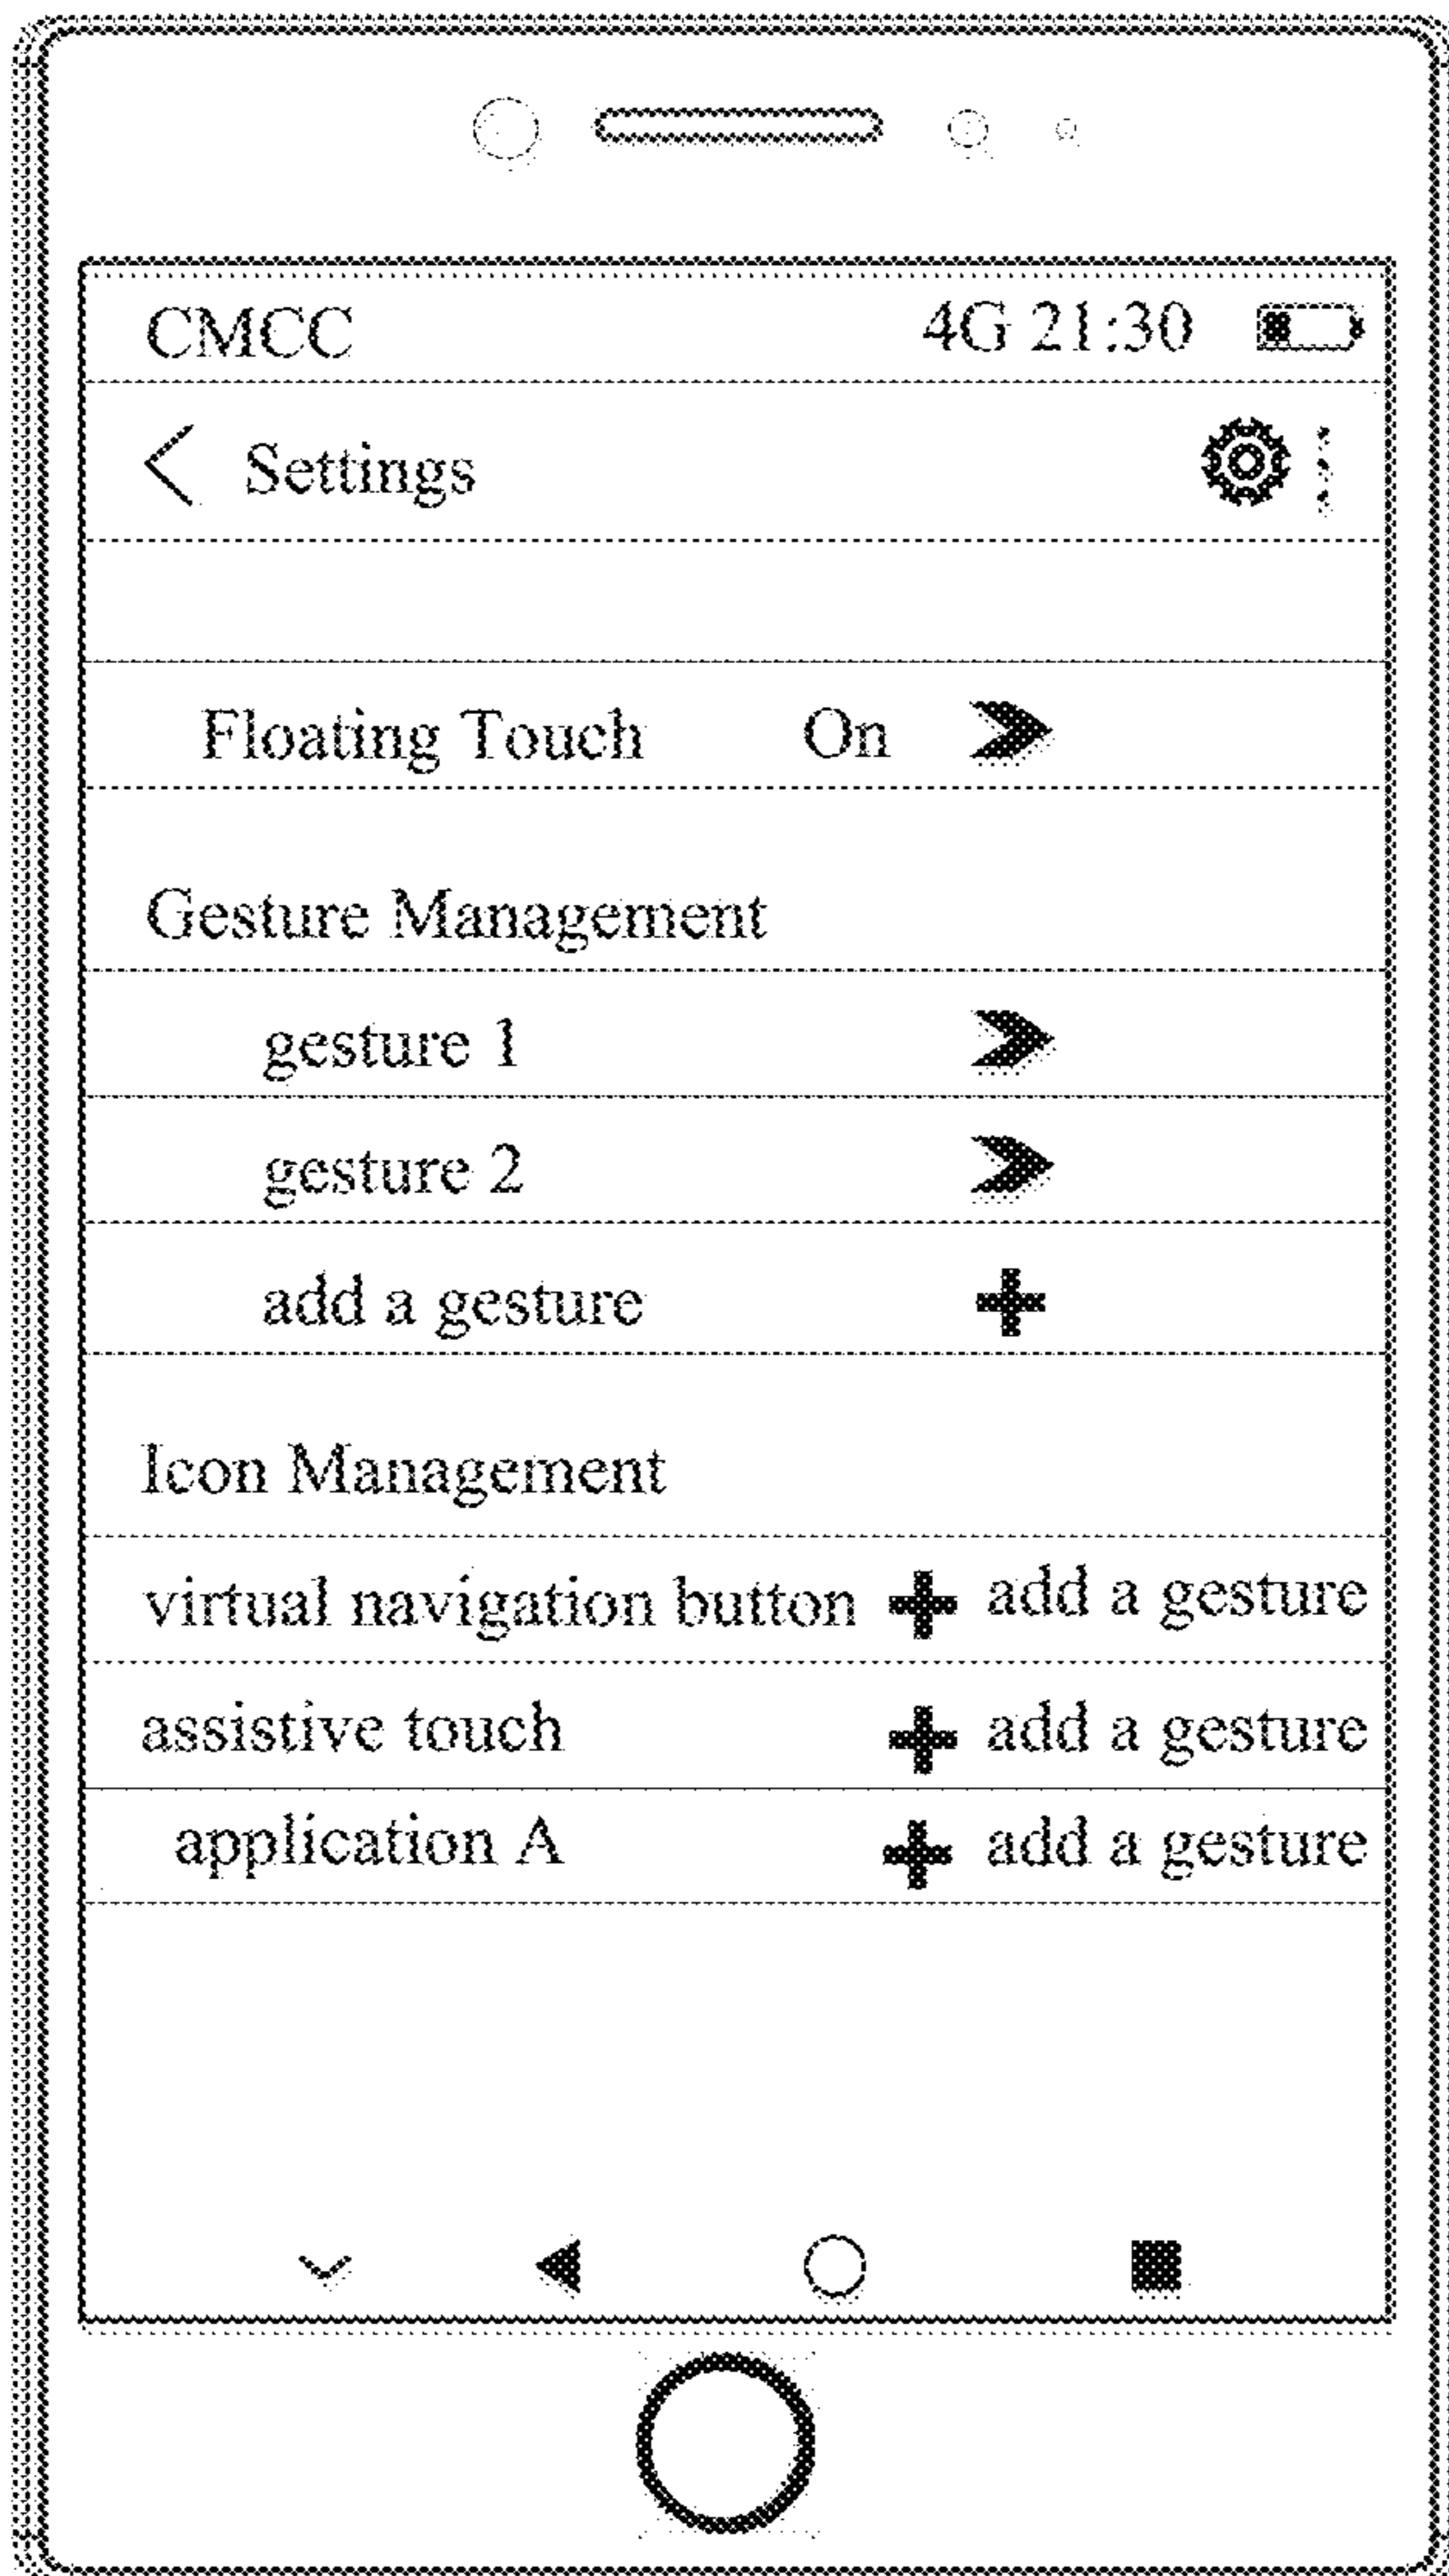 CMCC 4G 21:30
Settings
Floating Touch On
Gesture Management
gesture 1
gesture 2
add a gesture
Icon Management
virtual navigation button add a gesture
assistive touch add a gesture
application A add a gesture